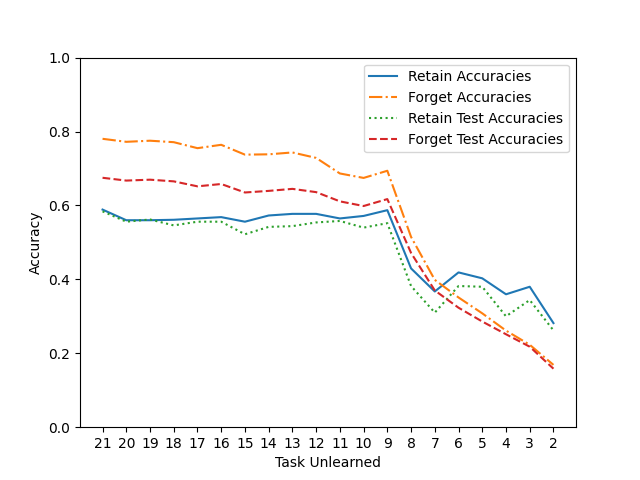 Retain Accuracies
Forget Accuracies
Retain Test Accuracies
Forget Test Accuracies
1.0
0.8
0.6
0.4
0.2
0.0
Accuracy
21 20 19 18 17 16 15 14 13 12 11 10 9 8 7 6 5 4 3 2
Task Unlearned